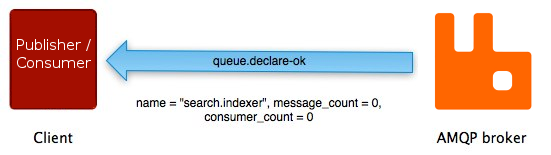 Publisher /
Consumer
queue.declare-ok
name = "search.indexer", message_count = 0,
consumer_count = 0
Client
AMQP broker